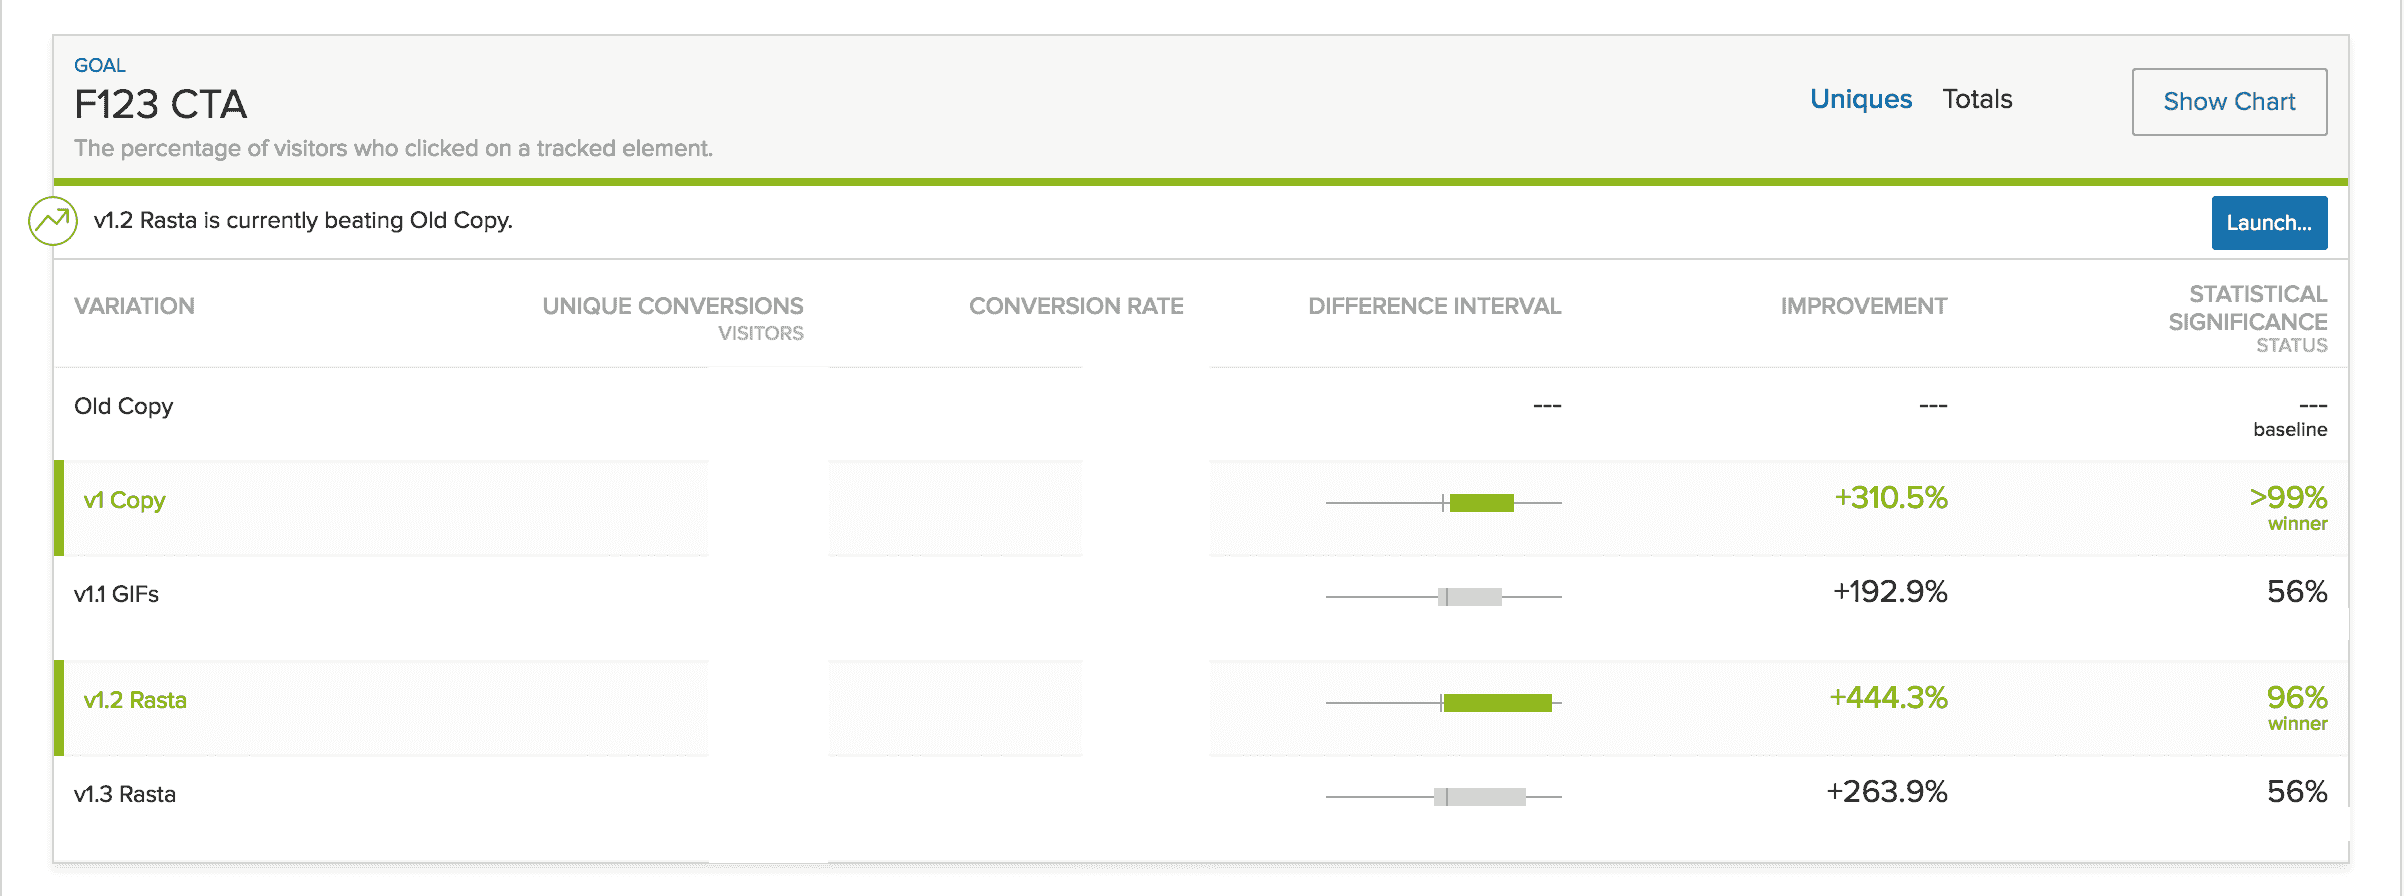 GOAL
F123 CTA
The percentage of visitors who clicked on a tracked element.
Uniques Totals Show Chart
v1.2 Rasta is currently beating Old Copy. Launch...
VARIATION UNIQUE CONVERSIONS VISITORS CONVERSION RATE DIFFERENCE INTERVAL IMPROVEMENT STATISTICAL SIGNIFICANCE STATUS
Old Copy --- --- ---
baseline
v1 Copy +310.5% >99%
winner
v1.1 GIFs +192.9% 56%
v1.2 Rasta +444.3% 96%
winner
v1.3 Rasta +263.9% 56%